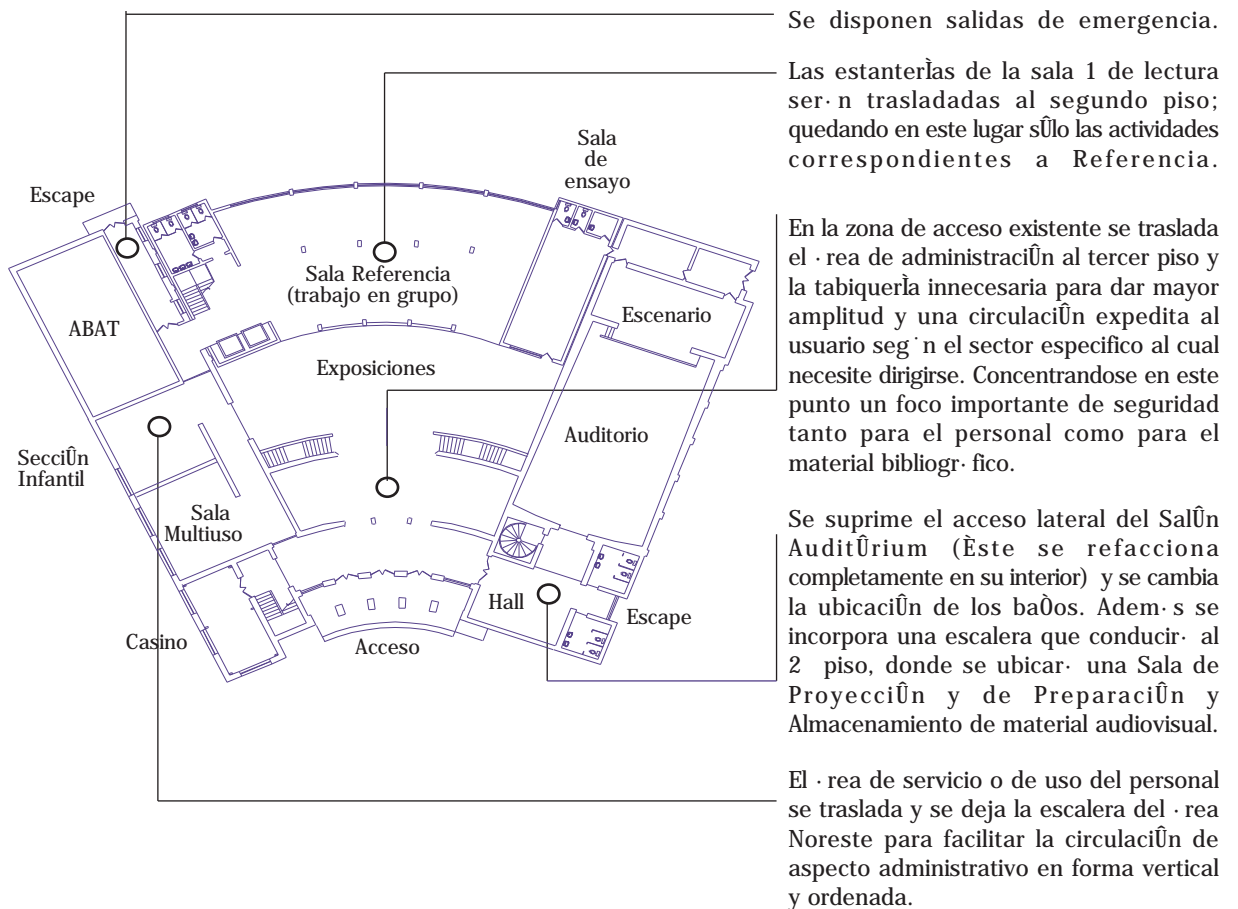 Se disponen salidas de emergencia.
Las estanterÌas de la sala 1 de lectura
ser· n trasladadas al segundo piso;
quedando en este lugar sÛlo las actividades
correspondientes a Referencia.
Sala
de
ensayo
Escape
En la zona de acceso existente se traslada
el · rea de administraciÛn al tercer piso y
la tabiquerÌa innecesaria para dar mayor
amplitud y una circulaciÛn expedita al
usuario seg˙n el sector especifico al cual
necesite dirigirse. Concentrandose en este
punto un foco importante de seguridad
tanto para el personal como para el
material bibliogr· fico.
Sala Referencia
(trabajo en grupo)
ABAT
Escenario
Exposiciones
Auditorio
SecciÛn
Infantil
Sala
Multiuso
Se suprime el acceso lateral del SalÛn
AuditÛrium (Èste se refacciona
completamente en su interior) y se cambia
la ubicaciÛn de los baÒos. Adem· s se
incorpora una escalera que conducir· al
2 piso, donde se ubicar· una Sala de
ProyecciÛn y de PreparaciÛn y
Almacenamiento de material audiovisual.
Hall
Escape
Casino
Acceso
El · rea de servicio o de uso del personal
se traslada y se deja la escalera del · rea
Noreste para facilitar la circulaciÛn de
aspecto administrativo en forma vertical
y ordenada.